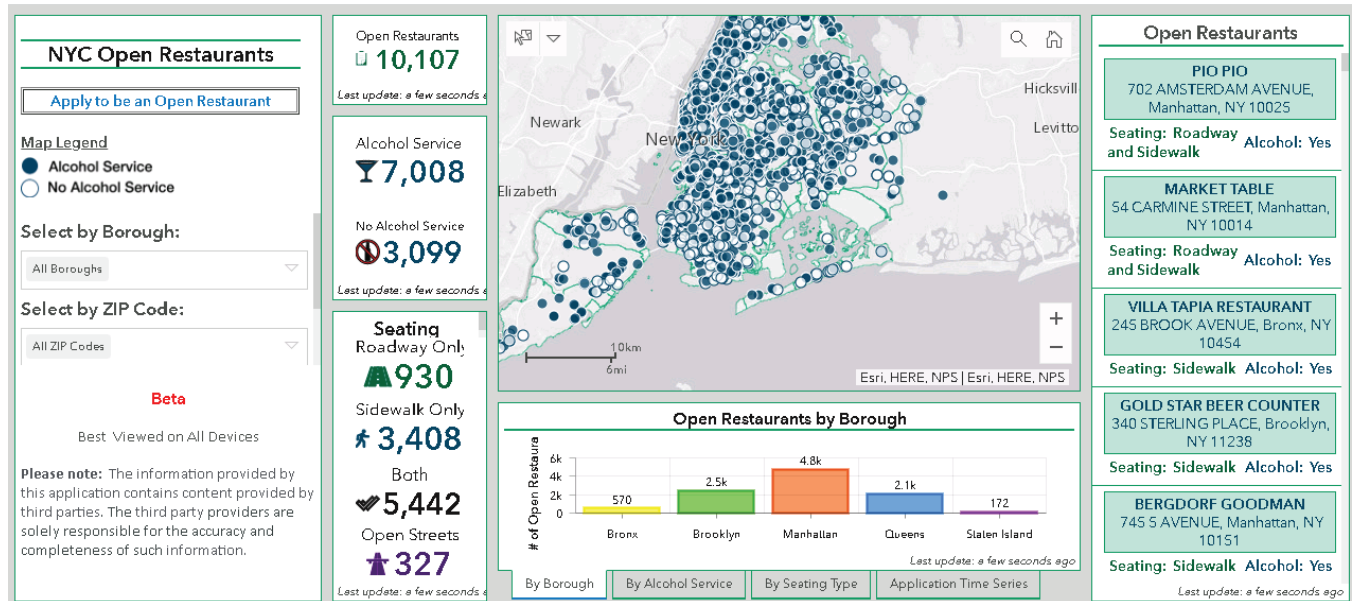 NYC Open Restaurants
Apply to be an Open Restaurant
Map Legend
Alcohol Service
No Alcohol Service
Select by Borough:
All Boroughs
Select by ZIP Code:
All ZIP Codes
Beta
Best Viewed on All Devices
Please note: The information provided by
this application contains content provided by
third parties. The third party providers are
solely responsible for the accuracy and
completeness of such information.
Open Restaurants
10,107
Last update: a few seconds a
Alcohol Service
7,008
No Alcohol Service
3,099
Last update: a few seconds a
Seating
Roadway Only
930
Sidewalk Only
3,408
Both
5,442
Open Streets
327
Last update: a few seconds a
Hicksvill
Newark
New York
Levitto
Elizabeth
10km
6mi
Esri, HERE, NPS | Esri, HERE, NPS
Open Restaurants by Borough
# of Open Restaura
6k
4k
2k
0
570
2.5k
4.8k
2.1k
172
Bronx
Brooklyn
Manhattan
Queens
Staten Island
Last update: a few seconds ago
By Borough
By Alcohol Service
By Seating Type
Application Time Series
Open Restaurants
PIO PIO
702 AMSTERDAM AVENUE,
Manhattan, NY 10025
Seating: Roadway
and Sidewalk
Alcohol: Yes
MARKET TABLE
54 CARMINE STREET, Manhattan,
NY 10014
Seating: Roadway
and Sidewalk
Alcohol: Yes
VILLA TAPIA RESTAURANT
245 BROOK AVENUE, Bronx, NY
10454
Seating: Sidewalk Alcohol: Yes
GOLD STAR BEER COUNTER
340 STERLING PLACE, Brooklyn,
NY 11238
Seating: Sidewalk Alcohol: Yes
BERGDORF GOODMAN
745 5 AVENUE, Manhattan, NY
10151
Seating: Sidewalk Alcohol: Yes
Last update: a few seconds ago